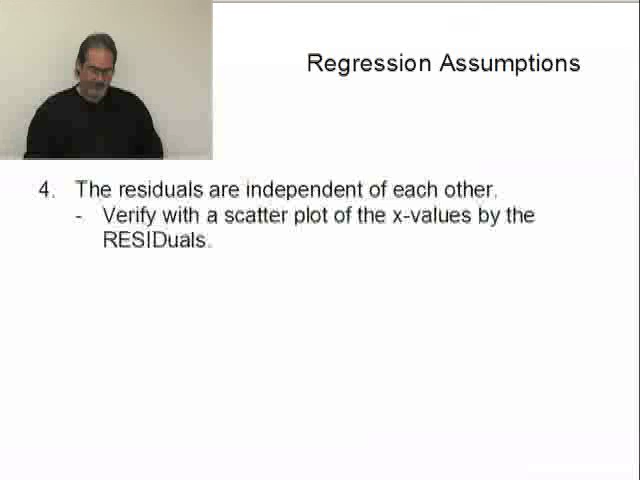 Regression Assumptions
4. The residuals are independent of each other.
- Verify with a scatter plot of the x-values by the
RESIDuals.